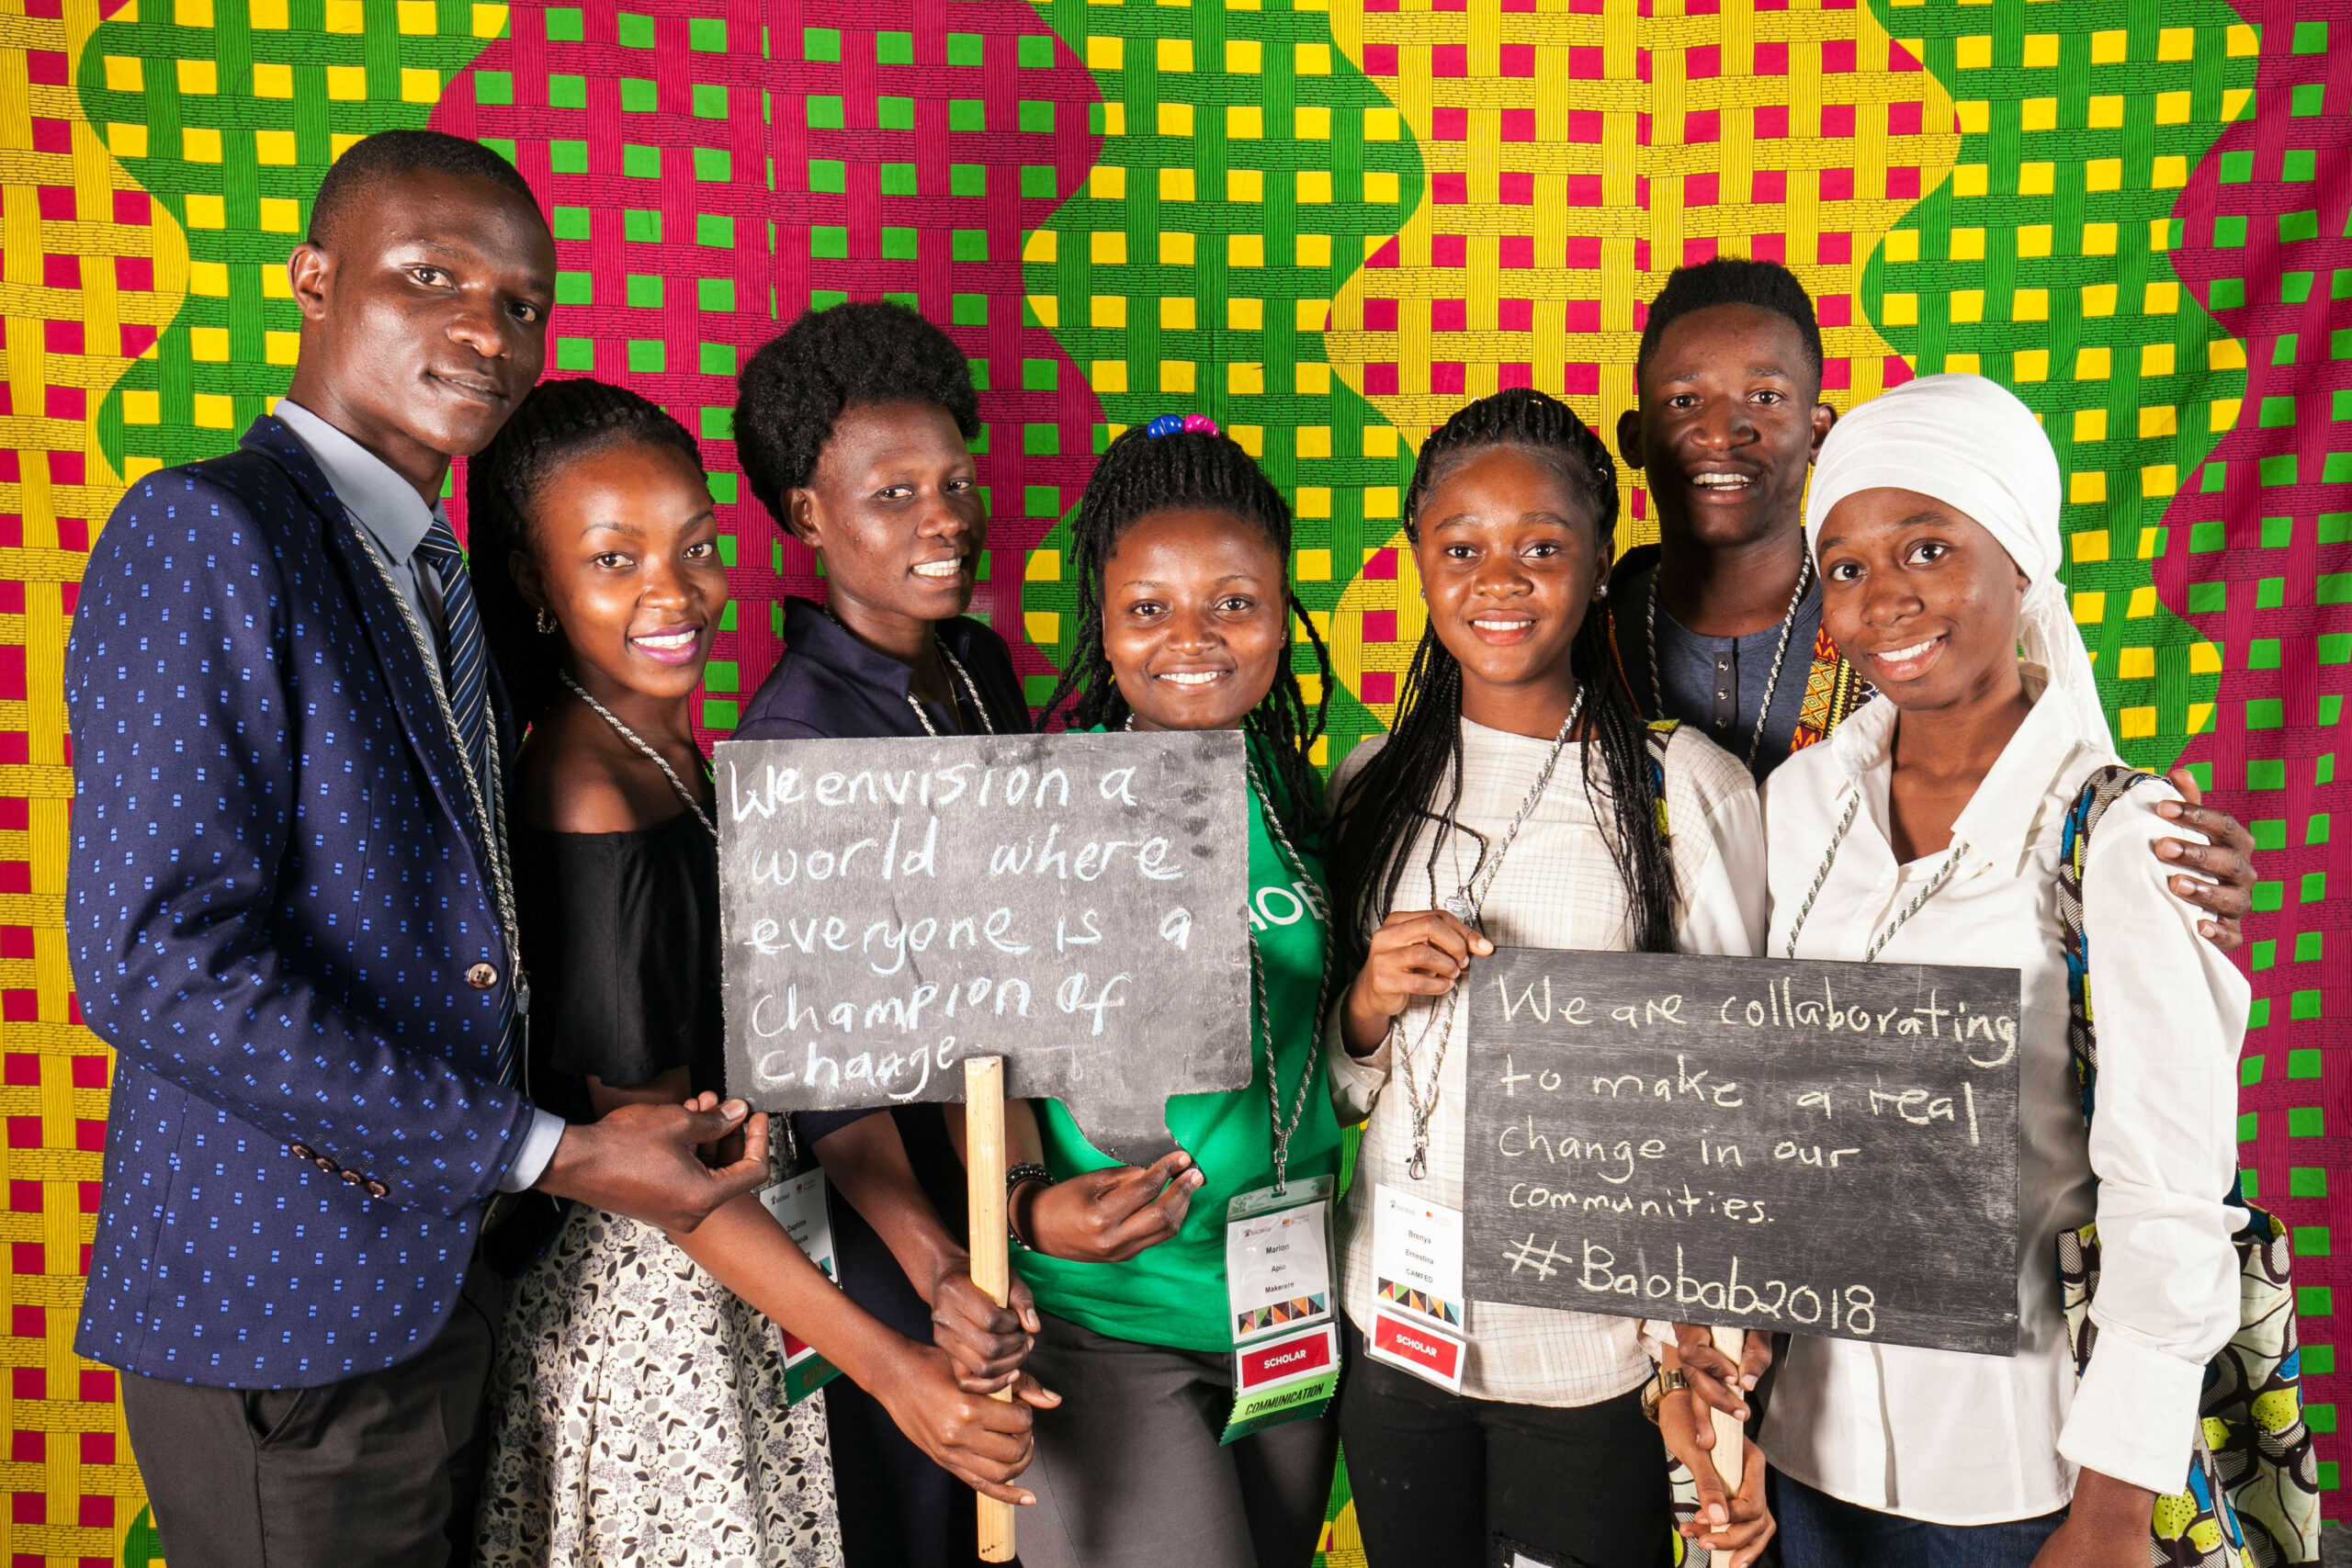 We envision a
world where
everyone is a
Champion of
Change
We are collaborating
to make a real
change in our
communities.
#Baobab2018
AOB
Daphine
Marion
Apio
Makerere
SCHOLAR
COMMUNICATION
Brenya
Ernestina
CAMFED
SCHOLAR